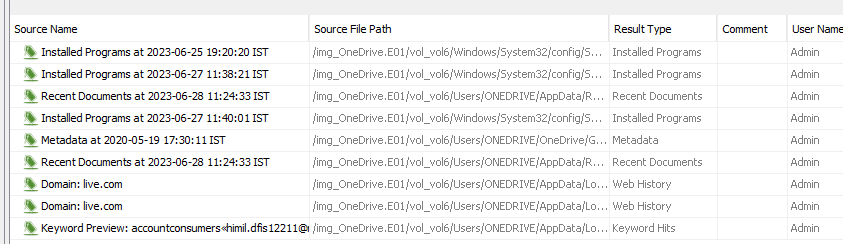 Source Name Source File Path Result Type Comment User Name
Installed Programs at 2023-06-25 19:20:20 IST /img_OneDrive.E01/vol_vol6/Windows/System32/config/S... Installed Programs Admin
Installed Programs at 2023-06-27 11:38:21 IST /img_OneDrive.E01/vol_vol6/Windows/System32/config/S... Installed Programs Admin
Recent Documents at 2023-06-28 11:24:33 IST /img_OneDrive.E01/vol_vol6/Users/ONEDRIVE/AppData/R... Recent Documents Admin
Installed Programs at 2023-06-27 11:40:01 IST /img_OneDrive.E01/vol_vol6/Windows/System32/config/S... Installed Programs Admin
Metadata at 2020-05-19 17:30:11 IST /img_OneDrive.E01/vol_vol6/Users/ONEDRIVE/OneDrive/G... Metadata Admin
Recent Documents at 2023-06-28 11:24:33 IST /img_OneDrive.E01/vol_vol6/Users/ONEDRIVE/AppData/R... Recent Documents Admin
Domain: live.com /img_OneDrive.E01/vol_vol6/Users/ONEDRIVE/AppData/Lo... Web History Admin
Domain: live.com /img_OneDrive.E01/vol_vol6/Users/ONEDRIVE/AppData/Lo... Web History Admin
Keyword Preview: accountconsumers«himil.dfis12211@ /img_OneDrive.E01/vol_vol6/Users/ONEDRIVE/AppData/Lo... Keyword Hits Admin